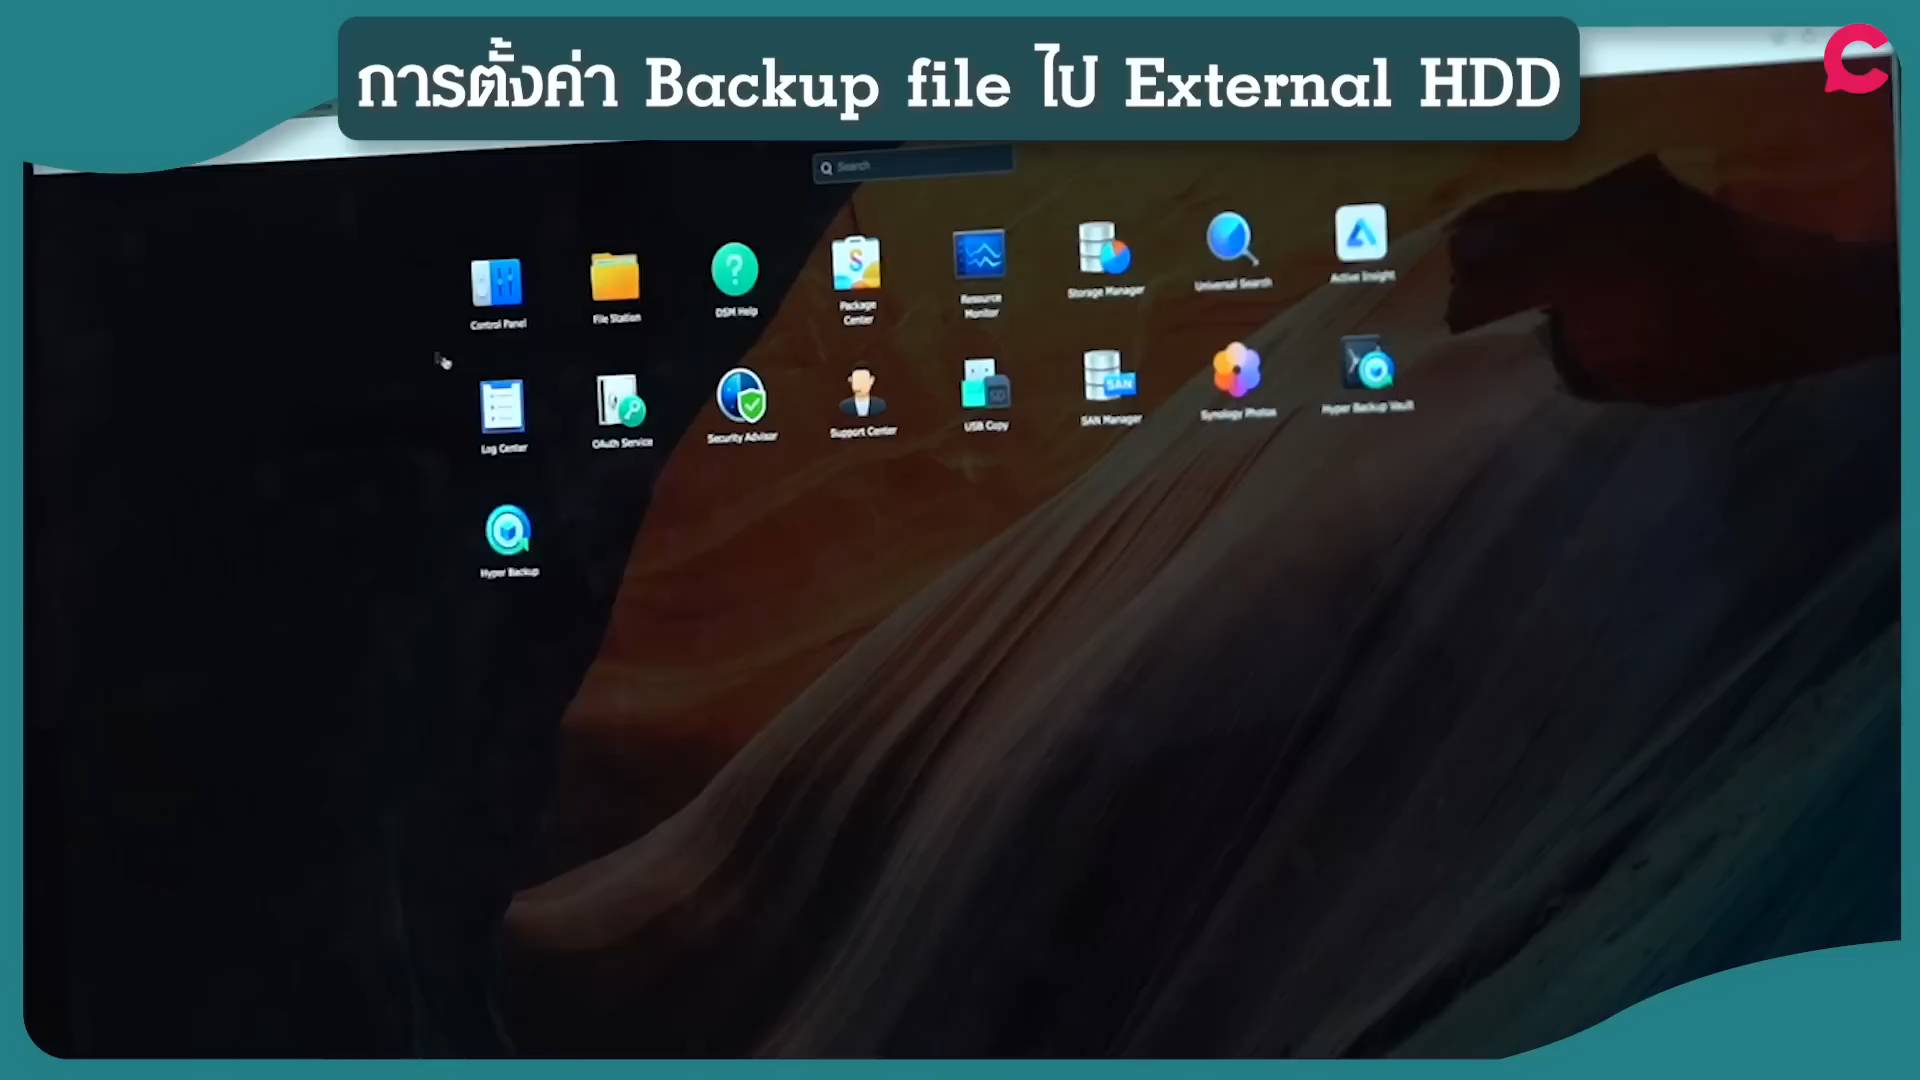 การตั้งค่า Backup file ไป External HDD
Search
Control Panel
File Station
DSM Help
Package
Center
Resource
Monitor
Storage Manager
Universal Search
Active Insight
Log Center
OAuth Service
Security Advisor
Support Center
USB Copy
SAN
SAN Manager
Synology Photos
Hyper Backup Vault
Hyper Backup